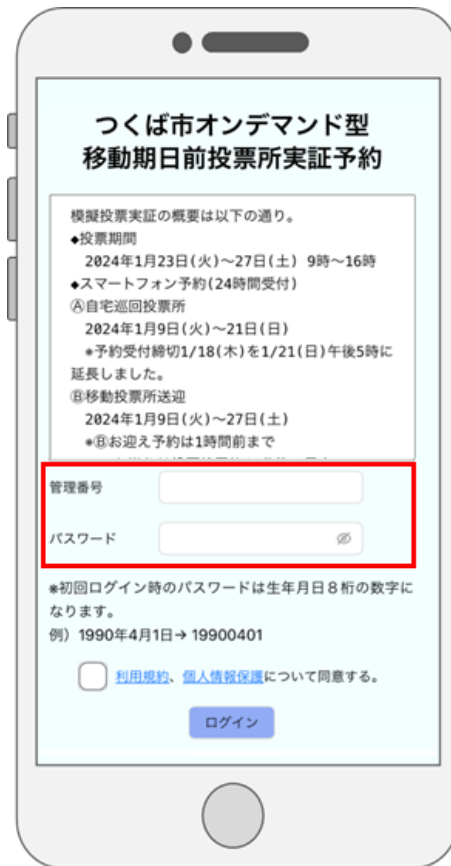 つくば市オンデマンド型
移動期日前投票所実証予約
模擬投票実証の概要は以下の通り。
◆投票期間
2024年1月23日(火)～27日(土) 9時～16時
◆スマートフォン予約(24時間受付)
Ⓐ自宅巡回投票所
2024年1月9日(火)～21日(日)
*予約受付締切1/18(木)を1/21(日)午後5時に
延長しました。
Ⓑ移動投票所送迎
2024年1月9日(火)～27日(土)
*Ⓑお迎え予約は1時間前まで
管理番号
パスワード
*初回ログイン時のパスワードは生年月日８桁の数字に
なります。
例）1990年4月1日→ 19900401
利用規約、個人情報保護について同意する。
ログイン